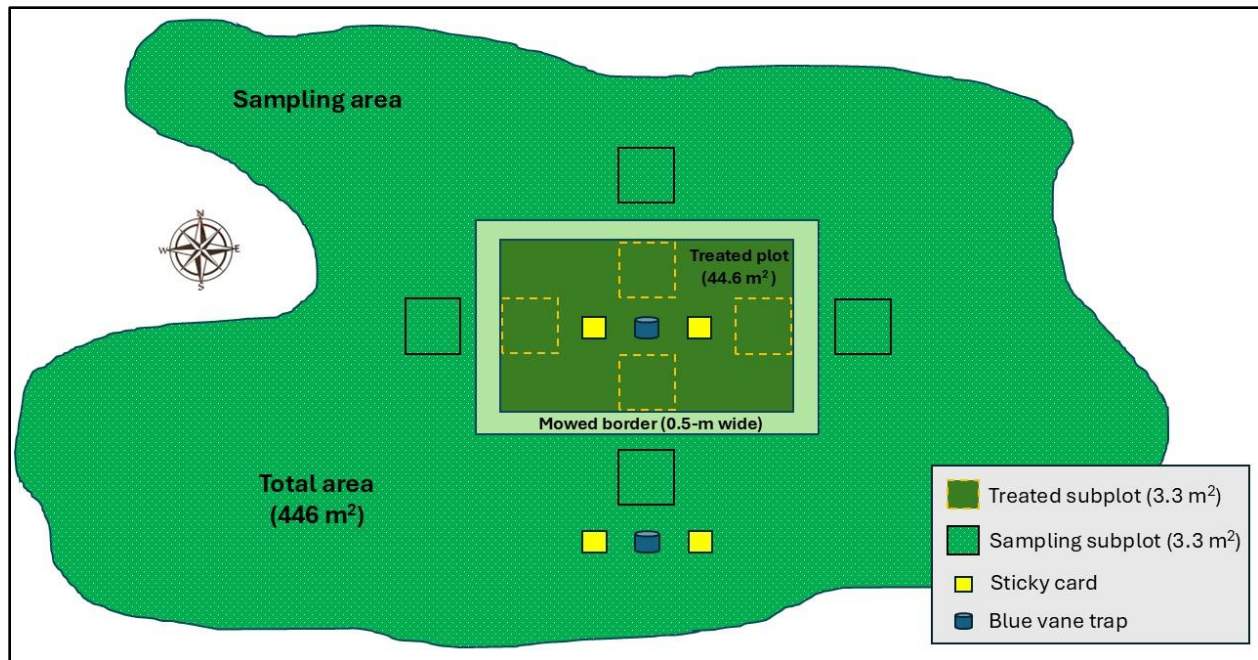 Sampling area
N
W
E
S
Treated plot
(44.6 m²)
Mowed border (0.5-m wide)
Total area
(446 m²)
Treated subplot (3.3 m²)
Sampling subplot (3.3 m²)
Sticky card
Blue vane trap